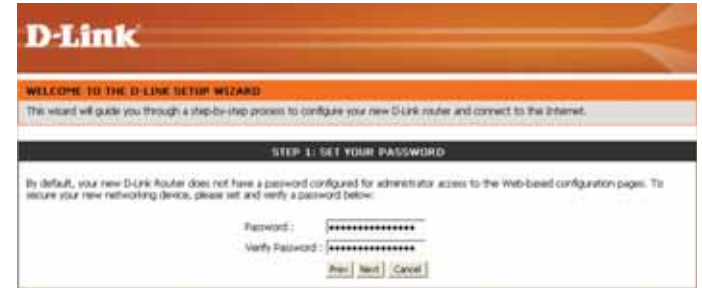 D-Link
WELCOME TO THE D-LINK SETUP WIZARD
This wizard will guide you through a step-by-step process to configure your new D-Link router and connect to the Internet.
STEP 1: SET YOUR PASSWORD
By default, your new D-Link Router does not have a password configured for administrator access to the Web-based configuration pages. To
secure your new networking device, please set and verify a password below:
Password :
Verify Password :
Prev Next Cancel